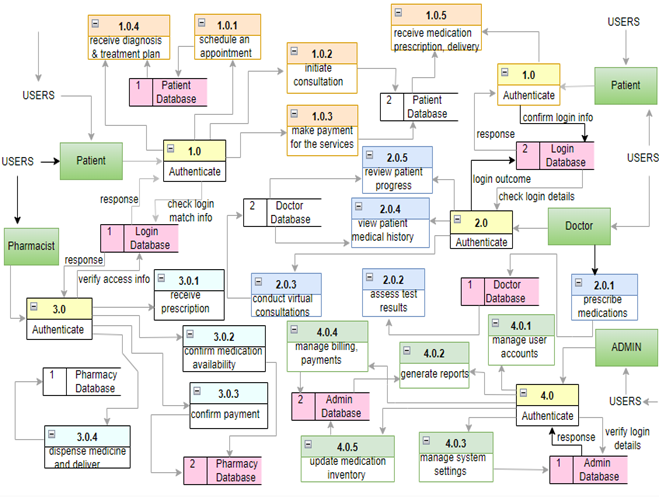 1.0.4
receive diagnosis
& treatment plan
1.0.1
schedule an
appointment
1.0.5
receive medication
prescription, delivery
USERS
USERS
1.0.2
initiate
consultation
1
Patient
Database
2
Patient
Database
1.0
Authenticate
Patient
1.0.3
make payment
for the services
confirm login info
response
2
Login
Database
USERS
USERS
Patient
1.0
Authenticate
2.0.5
review patient
progress
login outcome
check login details
response
check login
match info
2
Doctor
Database
2.0.4
view patient
medical history
2.0
Authenticate
Doctor
Pharmacist
1
Login
Database
response
verify access info
3.0.1
receive
prescription
2.0.3
conduct virtual
consultations
2.0.2
assess test
results
1
Doctor
Database
2.0.1
prescribe
medications
3.0
Authenticate
3.0.2
confirm medication
availability
4.0.4
manage billing,
payments
4.0.2
generate reports
4.0.1
manage user
accounts
ADMIN
1
Pharmacy
Database
3.0.3
confirm payment
2
Admin
Database
4.0
Authenticate
USERS
3.0.4
dispense medicine
and deliver
2
Pharmacy
Database
4.0.5
update medication
inventory
4.0.3
manage system
settings
response
verify login
details
1
Admin
Database